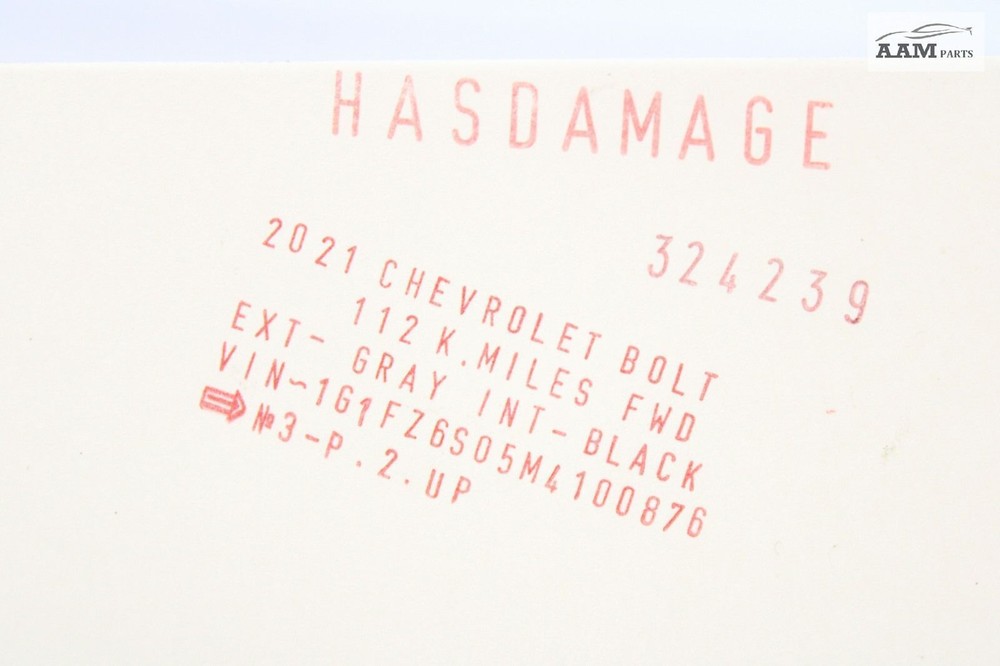 AAM PARTS
HASDAMAGE
324239
2021 CHEVROLET BOLT
112 K.MILES FWD
EXT- GRAY INT-BLACK
VIN~1G1FZ6S05M4100876
⇒ №3-P.2.UP